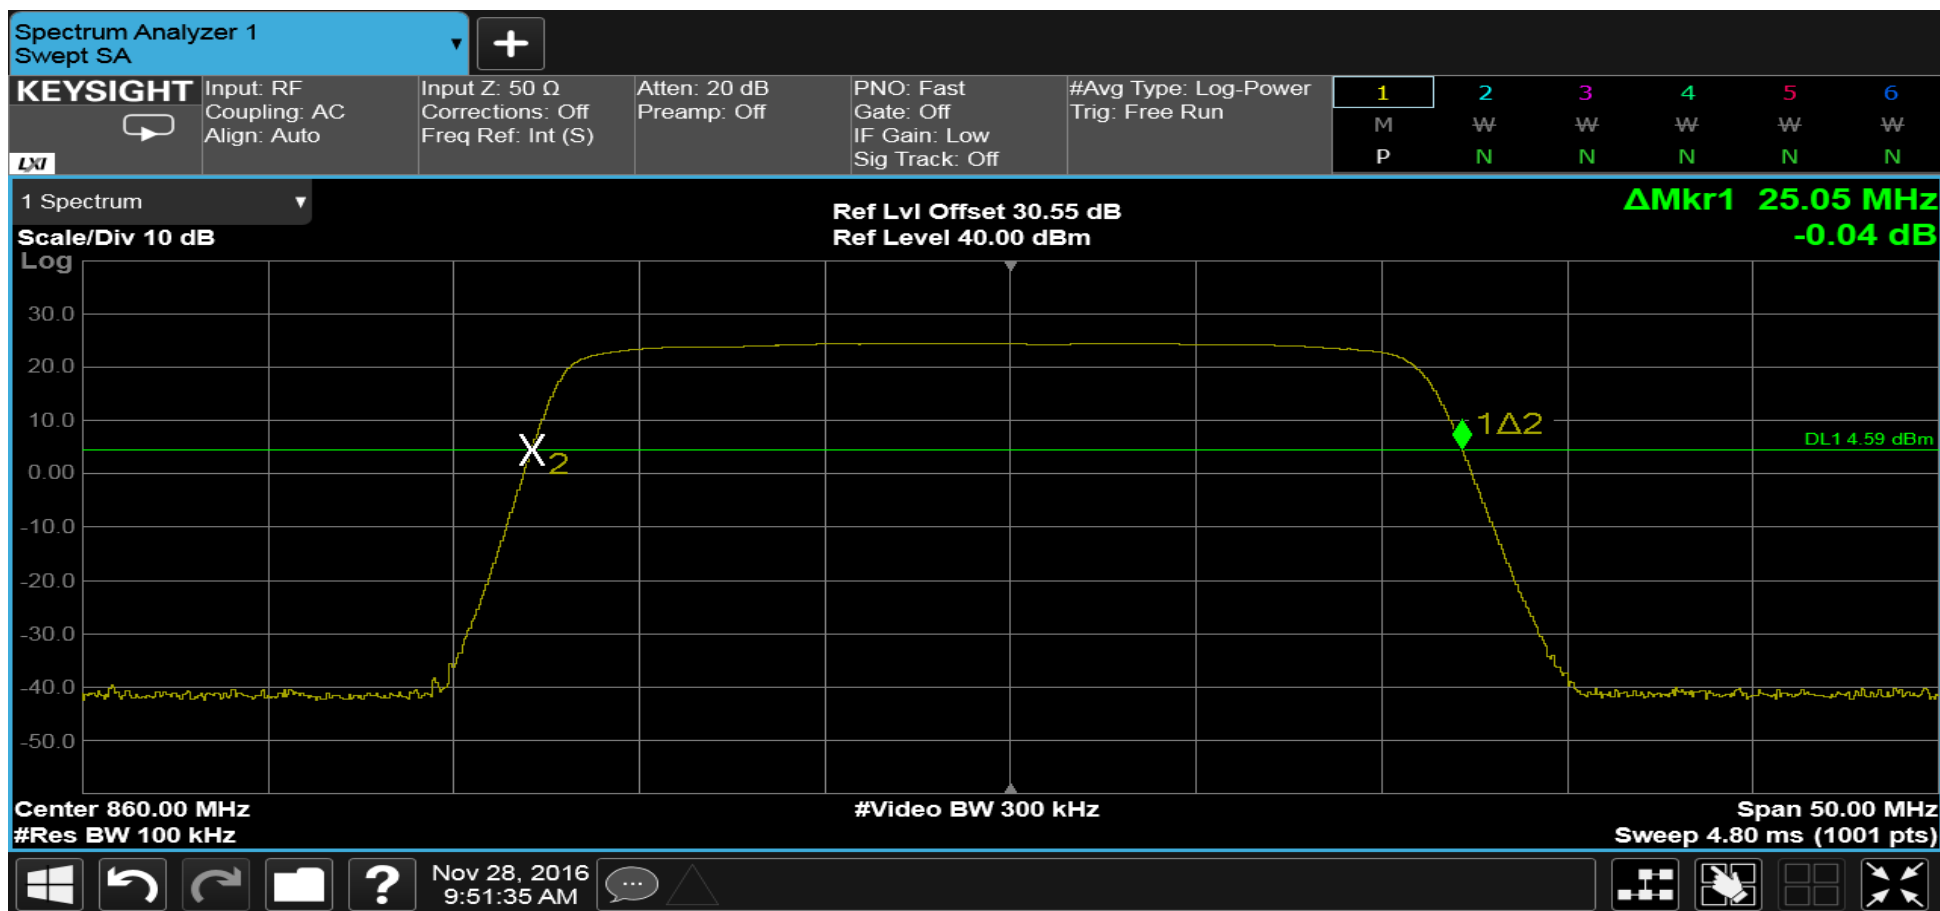 Spectrum Analyzer 1
Swept SA
KEYSIGHT
LXI
Input: RF
Coupling: AC
Align: Auto
Input Z: 50 Ω
Corrections: Off
Freq Ref: Int (S)
Atten: 20 dB
Preamp: Off
PNO: Fast
Gate: Off
IF Gain: Low
Sig Track: Off
#Avg Type: Log-Power
Trig: Free Run
1 2 3 4 5 6
M W W W W W
P N N N N N
1 Spectrum
Scale/Div 10 dB
Log
Ref Lvl Offset 30.55 dB
Ref Level 40.00 dBm
ΔMkr1 25.05 MHz
-0.04 dB
30.0
20.0
10.0
0.00
-10.0
-20.0
-30.0
-40.0
-50.0
X2
1Δ2
DL1 4.59 dBm
Center 860.00 MHz
#Res BW 100 kHz
#Video BW 300 kHz
Span 50.00 MHz
Sweep 4.80 ms (1001 pts)
?
Nov 28, 2016
9:51:35 AM